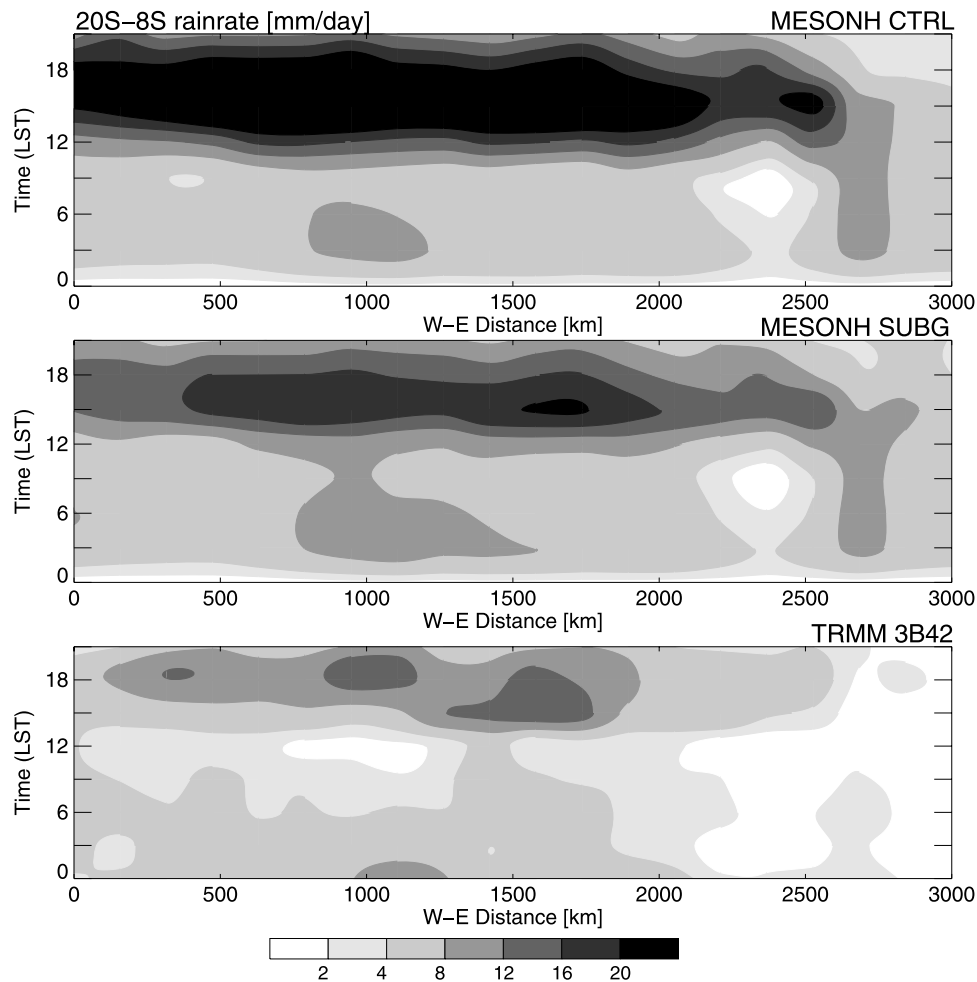 20S-8S rainrate [mm/day] MESONH CTRL
18
12
6
0
Time (LST)
0 500 1000 1500 2000 2500 3000
W-E Distance [km]
MESONH SUBG
18
12
6
0
Time (LST)
0 500 1000 1500 2000 2500 3000
W-E Distance [km]
TRMM 3B42
18
12
6
0
Time (LST)
0 500 1000 1500 2000 2500 3000
W-E Distance [km]
2 4 8 12 16 20